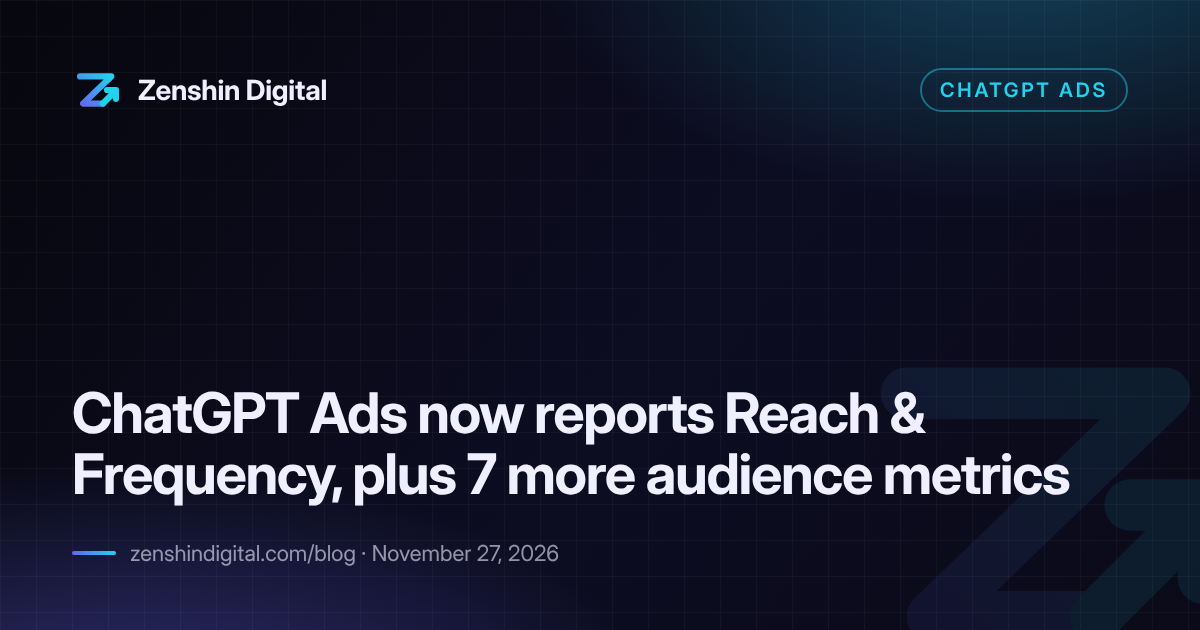 Zenshin Digital
CHATGPT ADS
ChatGPT Ads now reports Reach &
Frequency, plus 7 more audience metrics
zenshindigital.com/blog · November 27, 2026